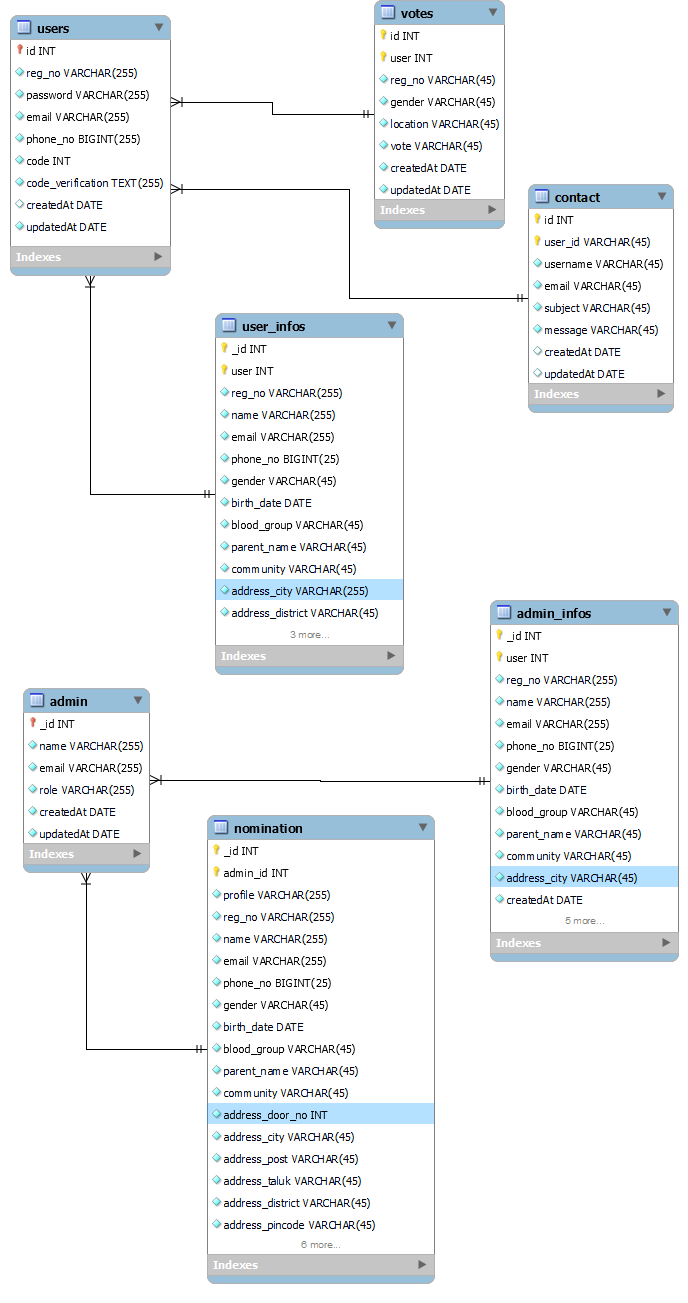 users
id INT
reg_no VARCHAR(255)
password VARCHAR(255)
email VARCHAR(255)
phone_no BIGINT(255)
code INT
code_verification TEXT(255)
createdAt DATE
updatedAt DATE
Indexes
votes
id INT
user INT
reg_no VARCHAR(45)
gender VARCHAR(45)
location VARCHAR(45)
vote VARCHAR(45)
createdAt DATE
updatedAt DATE
Indexes
contact
id INT
user_id VARCHAR(45)
username VARCHAR(45)
email VARCHAR(45)
subject VARCHAR(45)
message VARCHAR(45)
createdAt DATE
updatedAt DATE
Indexes
user_infos
_id INT
user INT
reg_no VARCHAR(255)
name VARCHAR(255)
email VARCHAR(255)
phone_no BIGINT(25)
gender VARCHAR(45)
birth_date DATE
blood_group VARCHAR(45)
parent_name VARCHAR(45)
community VARCHAR(45)
address_city VARCHAR(255)
address_district VARCHAR(45)
3 more...
Indexes
admin_infos
_id INT
user INT
reg_no VARCHAR(255)
name VARCHAR(255)
email VARCHAR(255)
phone_no BIGINT(25)
gender VARCHAR(45)
birth_date DATE
blood_group VARCHAR(45)
parent_name VARCHAR(45)
community VARCHAR(45)
address_city VARCHAR(45)
createdAt DATE
5 more...
Indexes
admin
_id INT
name VARCHAR(255)
email VARCHAR(255)
role VARCHAR(255)
createdAt DATE
updatedAt DATE
Indexes
nomination
_id INT
admin_id INT
profile VARCHAR(255)
reg_no VARCHAR(255)
name VARCHAR(255)
email VARCHAR(255)
phone_no BIGINT(25)
gender VARCHAR(45)
birth_date DATE
blood_group VARCHAR(45)
parent_name VARCHAR(45)
community VARCHAR(45)
address_door_no INT
address_city VARCHAR(45)
address_post VARCHAR(45)
address_taluk VARCHAR(45)
address_district VARCHAR(45)
address_pincode VARCHAR(45)
6 more...
Indexes